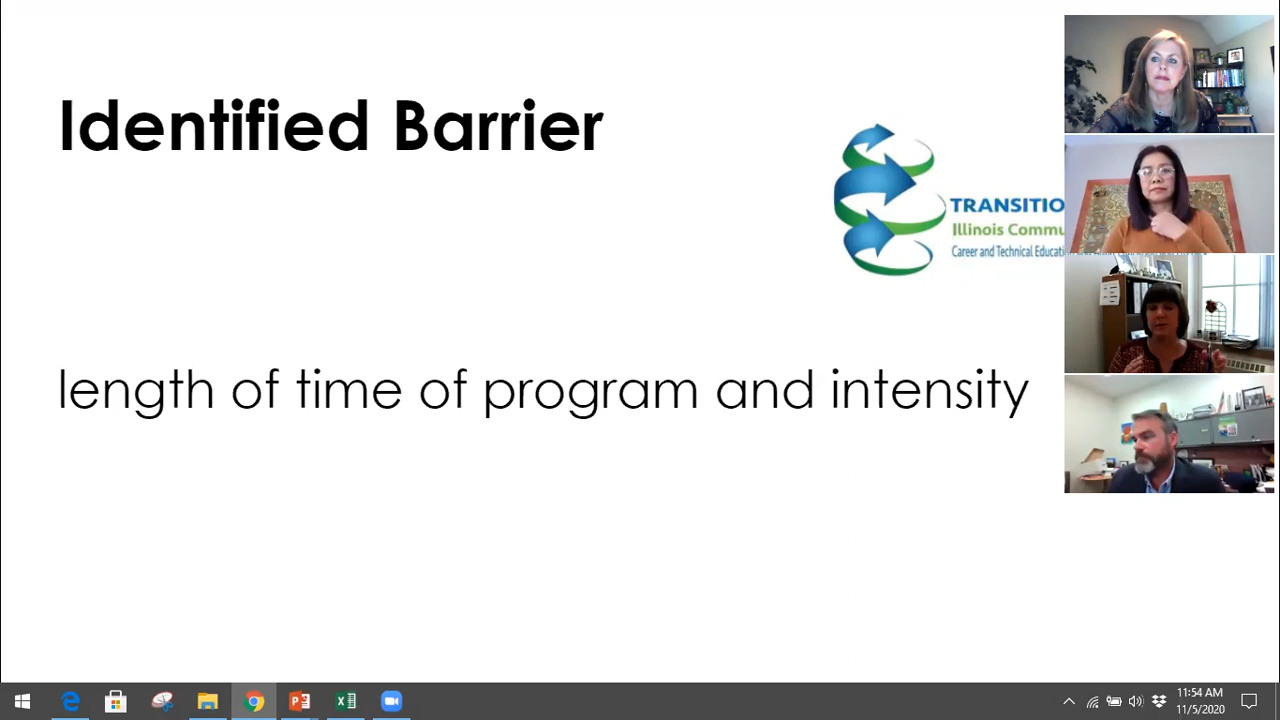 Identified Barrier
TRANSITIO
Illinois Commu
Career and Technical Educati
length of time of program and intensity
11:54 AM
11/5/2020